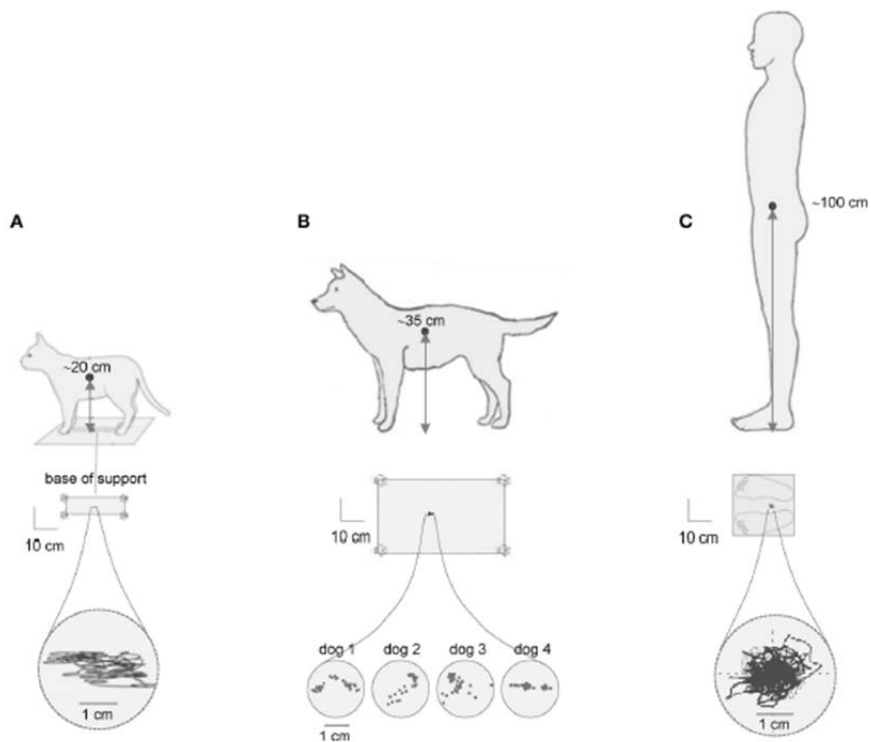 A
B
C
~100 cm
~35 cm
~20 cm
base of support
10 cm
10 cm
10 cm
dog 1
dog 2
dog 3
dog 4
1 cm
1 cm
1 cm